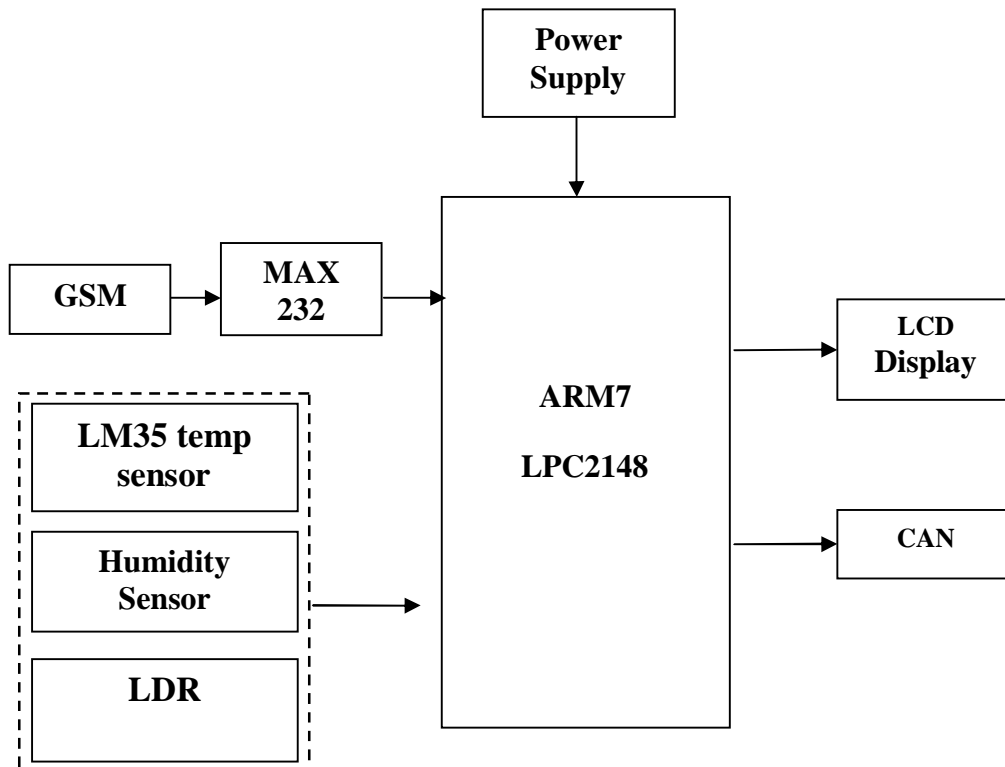 Power
Supply
MAX
232
GSM
LCD
Display
ARM7
LPC2148
LM35 temp
sensor
CAN
Humidity
Sensor
LDR